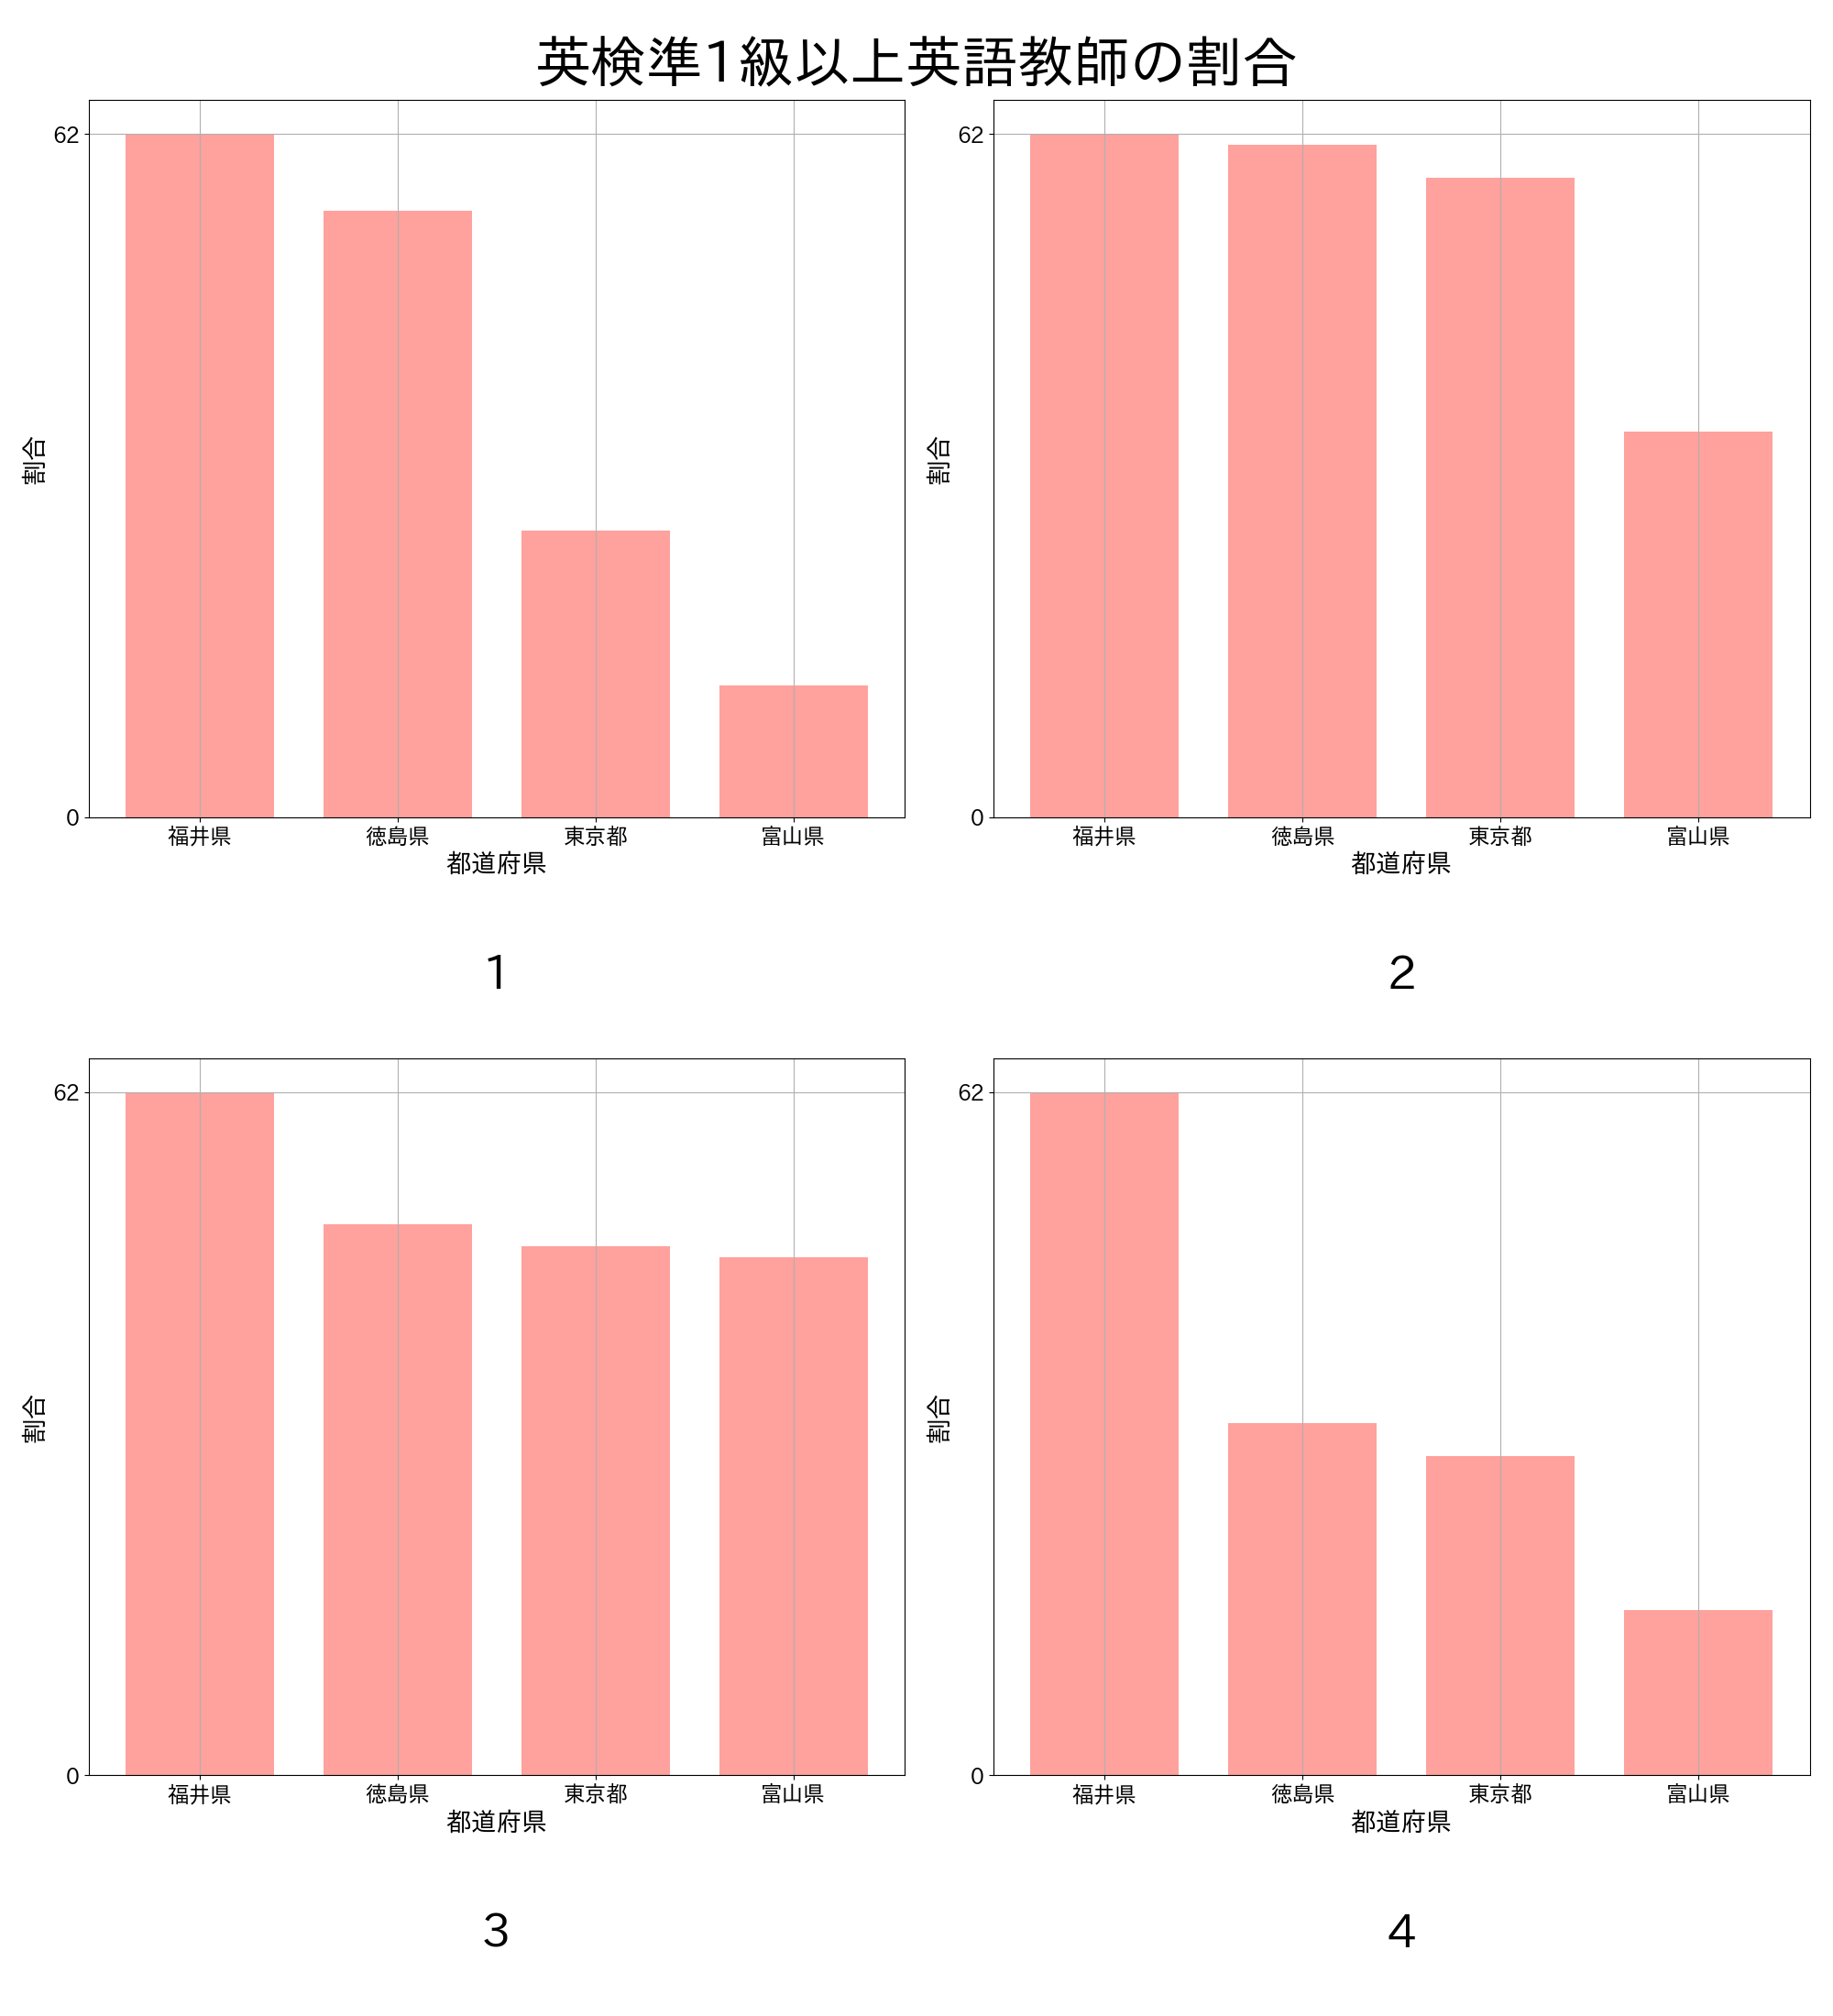 英検準1級以上英語教師の割合
62
0
割合
福井県 徳島県 東京都 富山県
都道府県
1
62
0
割合
福井県 徳島県 東京都 富山県
都道府県
2
62
0
割合
福井県 徳島県 東京都 富山県
都道府県
3
62
0
割合
福井県 徳島県 東京都 富山県
都道府県
4